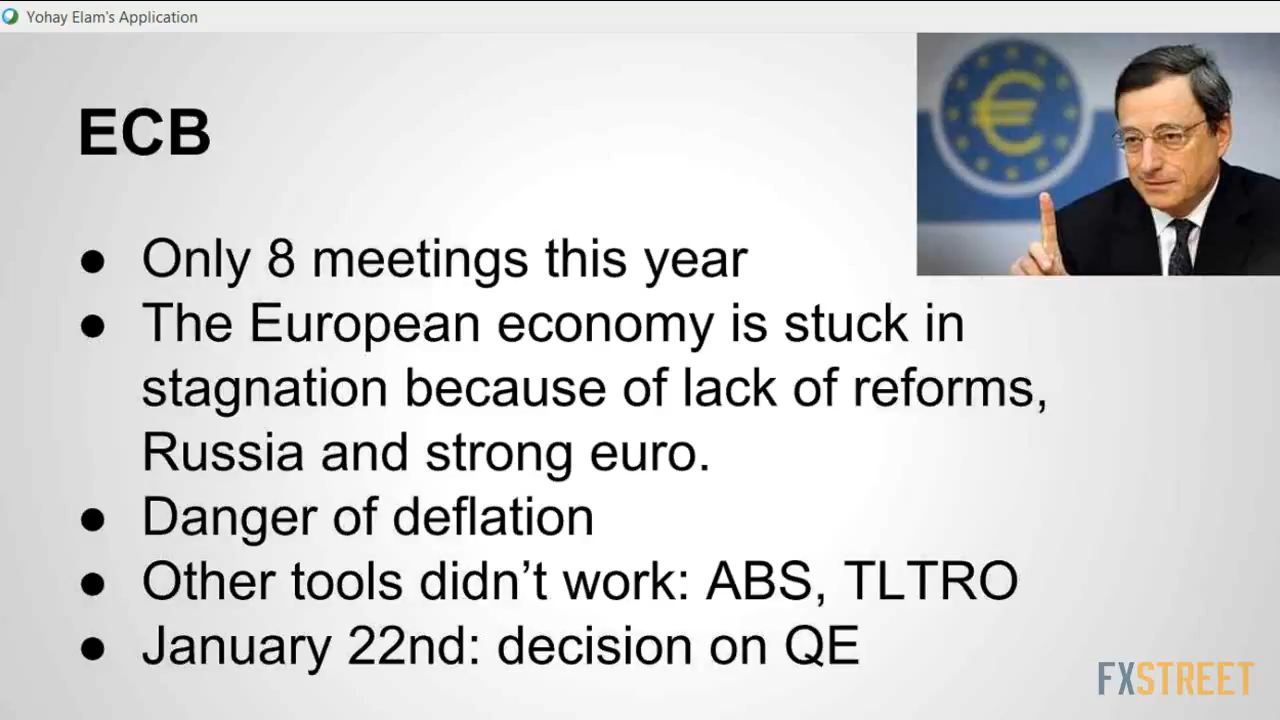 Yohay Elam's Application
ECB
● Only 8 meetings this year
● The European economy is stuck in
stagnation because of lack of reforms,
Russia and strong euro.
● Danger of deflation
● Other tools didn’t work: ABS, TLTRO
● January 22nd: decision on QE
FXSTREET